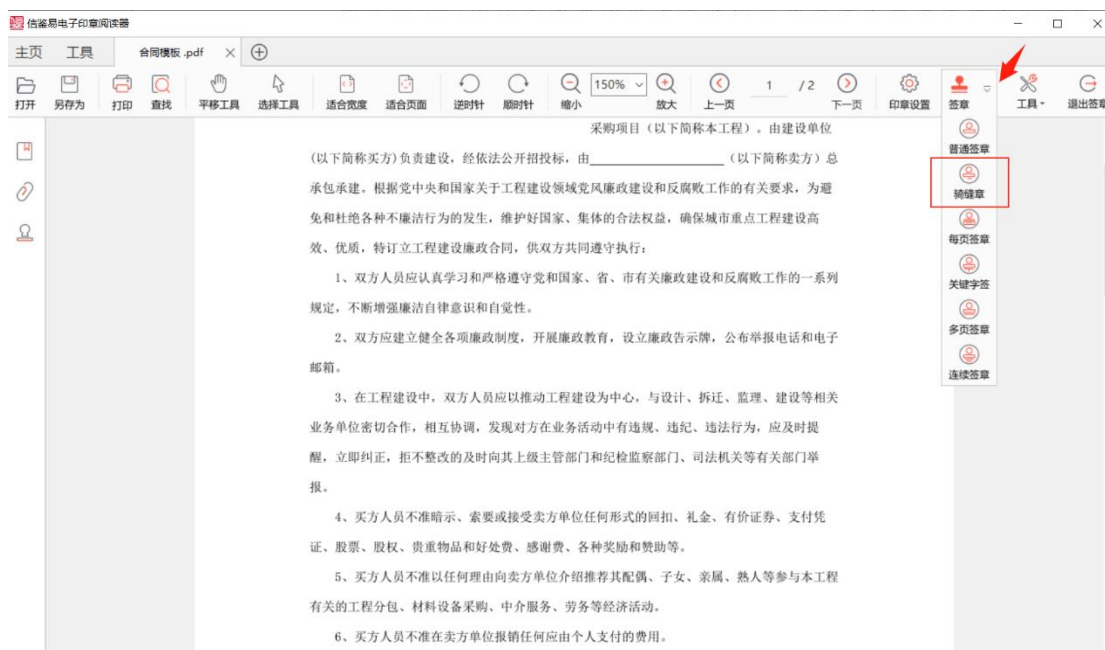 信鉴易电子印章阅读器
主页 工具 合同模板 .pdf
打开 另存为 打印 查找 平移工具 选择工具 适合宽度 适合页面 逆时针 顺时针 缩小 150% 放大 上一页 1 /2 下一页 印章设置 签章 工具 退出签章
普通签章
骑缝章
每页签章
关键字签
多页签章
连续签章
采购项目（以下简称本工程）。由建设单位
(以下简称买方)负责建设，经依法公开招投标，由（以下简称卖方）总
承包承建。根据党中央和国家关于工程建设领域党风廉政建设和反腐败工作的有关要求，为避
免和杜绝各种不廉洁行为的发生，维护好国家、集体的合法权益，确保城市重点工程建设高
效、优质，特订立工程建设廉政合同，供双方共同遵守执行：
1、双方人员应认真学习和严格遵守党和国家、省、市有关廉政建设和反腐败工作的一系列
规定，不断增强廉洁自律意识和自觉性。
2、双方应建立健全各项廉政制度，开展廉政教育，设立廉政告示牌，公布举报电话和电子
邮箱。
3、在工程建设中，双方人员应以推动工程建设为中心，与设计、拆迁、监理、建设等相关
业务单位密切合作，相互协调，发现对方在业务活动中有违规、违纪、违法行为，应及时提
醒，立即纠正，拒不整改的及时向其上级主管部门和纪检监察部门、司法机关等有关部门举
报。
4、买方人员不准暗示、索要或接受卖方单位任何形式的回扣、礼金、有价证券、支付凭
证、股票、股权、贵重物品和好处费、感谢费、各种奖励和赞助等。
5、买方人员不准以任何理由向卖方单位介绍推荐其配偶、子女、亲属、熟人等参与本工程
有关的工程分包、材料设备采购、中介服务、劳务等经济活动。
6、买方人员不准在卖方单位报销任何应由个人支付的费用。